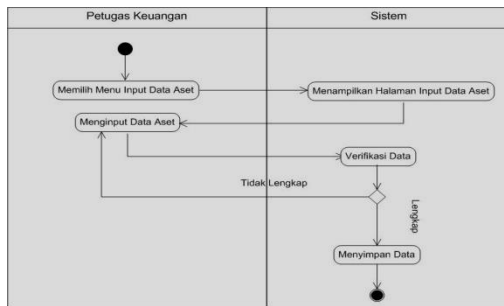 Petugas Keuangan
Sistem
Memilih Menu Input Data Aset
Menampilkan Halaman Input Data Aset
Menginput Data Aset
Verifikasi Data
Tidak Lengkap
Lengkap
Menyimpan Data